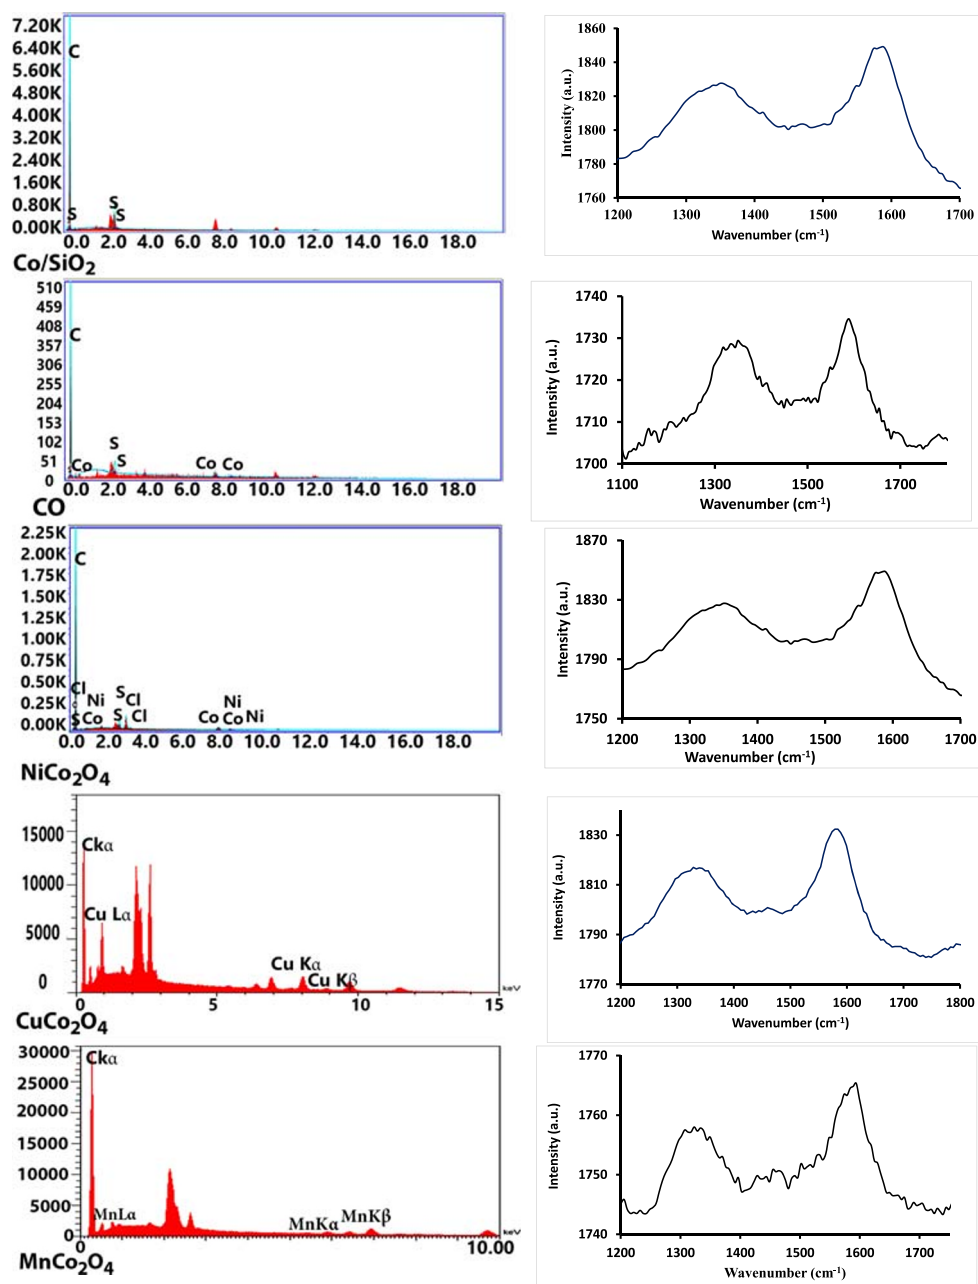 7.20K
6.40K
5.60K
4.80K
4.00K
3.20K
2.40K
1.60K
0.80K
0.00K
C
S
S
S
0.0 2.0 4.0 6.0 8.0 10.0 12.0 14.0 16.0 18.0
Co/SiO2
1860
1840
1820
1800
1780
1760
Intensity (a.u.)
1200 1300 1400 1500 1600 1700
Wavenumber (cm-1)
510
459
408
357
306
255
204
153
102
51
0
C
S
S
S
Co
Co Co
0.0 2.0 4.0 6.0 8.0 10.0 12.0 14.0 16.0 18.0
CO
1740
1730
1720
1710
1700
Intensity (a.u.)
1100 1300 1500 1700
Wavenumber (cm-1)
2.25K
2.00K
1.75K
1.50K
1.25K
1.00K
0.75K
0.50K
0.25K
0.00K
C
Cl
C
S
Ni
Co
S
Cl
S
Cl
Ni
Co Co Ni
0.0 2.0 4.0 6.0 8.0 10.0 12.0 14.0 16.0 18.0
NiCo2O4
1870
1830
1790
1750
Intensity (a.u.)
1200 1300 1400 1500 1600 1700
Wavenumber (cm-1)
15000
10000
5000
0
Ckα
Cu Lα
Cu Kα
Cu Kβ
0 5 10 15 keV
CuCo2O4
1830
1810
1790
1770
Intensity (a.u.)
1200 1300 1400 1500 1600 1700 1800
Wavenumber (cm-1)
30000
25000
20000
15000
10000
5000
0
Ckα
MnLα
MnKα
MnKβ
0 5 10.00 keV
MnCo2O4
1770
1760
1750
1740
Intensity (a.u.)
1200 1300 1400 1500 1600 1700
Wavenumber (cm-1)